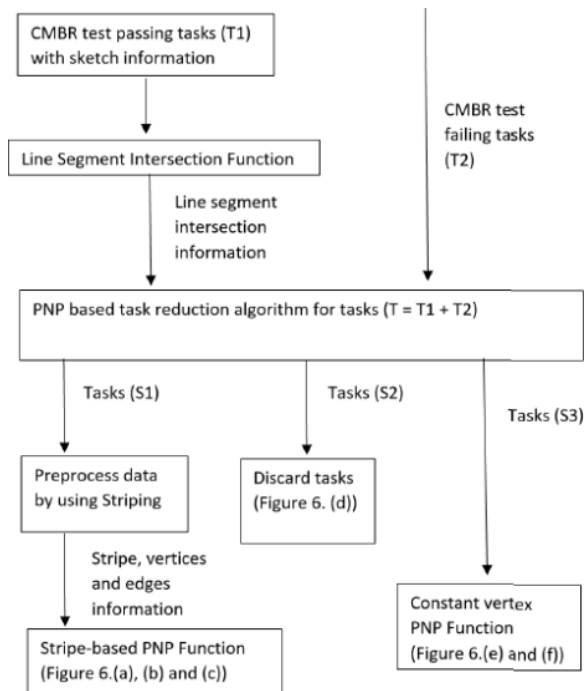 CMBR test passing tasks (T1)
with sketch information
CMBR test
failing tasks
(T2)
Line Segment Intersection Function
Line segment
intersection
information
PNP based task reduction algorithm for tasks (T = T1 + T2)
Tasks (S1)
Tasks (S2)
Tasks (S3)
Preprocess data
by using Striping
Discard tasks
(Figure 6. (d))
Stripe, vertices
and edges
information
Constant vertex
PNP Function
(Figure 6.(e) and (f))
Stripe-based PNP Function
(Figure 6.(a), (b) and (c))